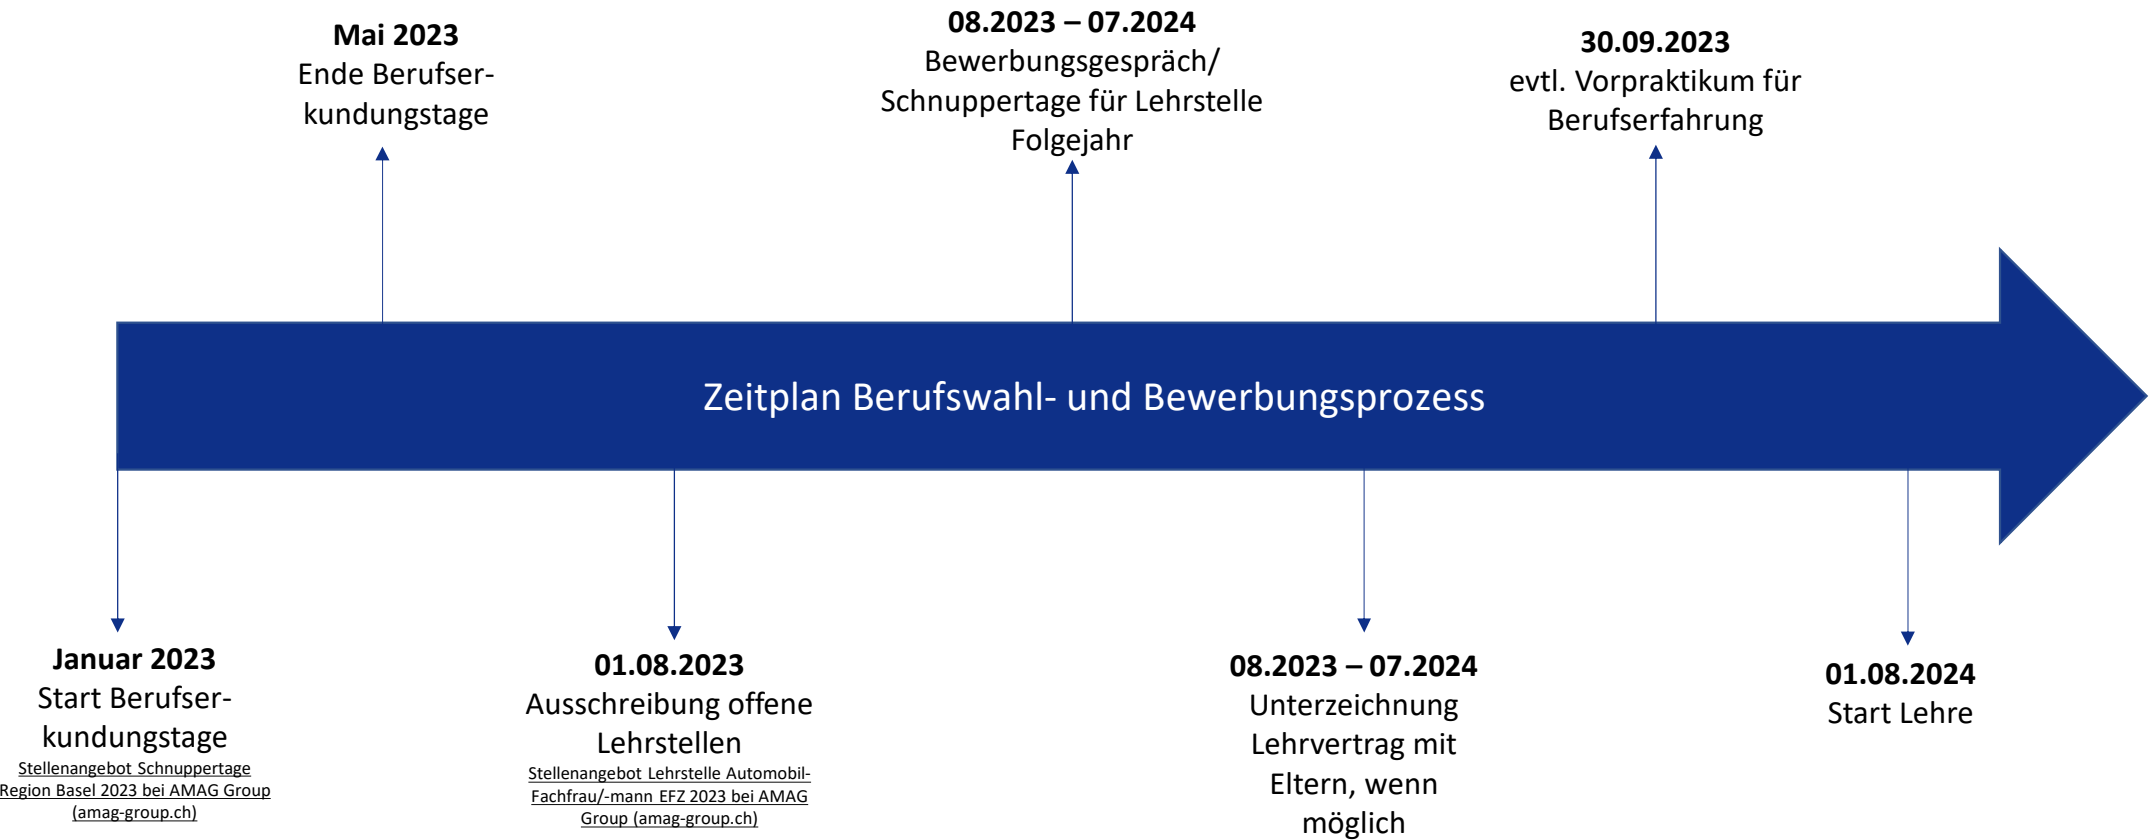 Mai 2023
Ende Berufser-
kundungstage
08.2023 – 07.2024
Bewerbungsgespräch/
Schnuppertage für Lehrstelle
Folgejahr
30.09.2023
evtl. Vorpraktikum für
Berufserfahrung
Zeitplan Berufswahl- und Bewerbungsprozess
Januar 2023
Start Berufser-
kundungstage
Stellenangebot Schnuppertage
Region Basel 2023 bei AMAG Group
(amag-group.ch)
01.08.2023
Ausschreibung offene
Lehrstellen
Stellenangebot Lehrstelle Automobil-
Fachfrau/-mann EFZ 2023 bei AMAG
Group (amag-group.ch)
08.2023 – 07.2024
Unterzeichnung
Lehrvertrag mit
Eltern, wenn
möglich
01.08.2024
Start Lehre